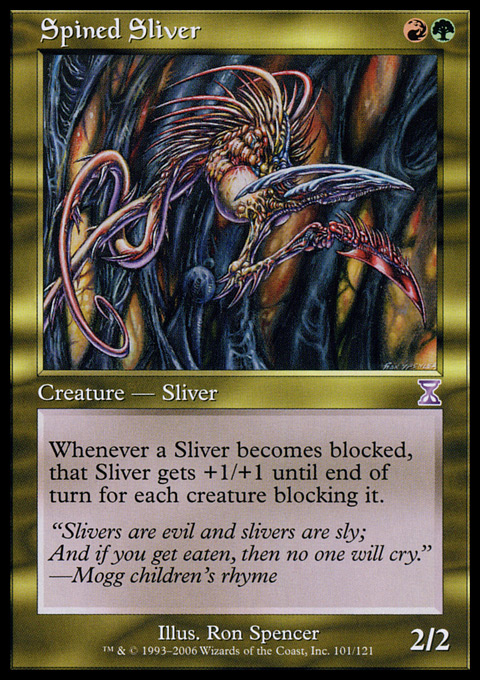 Spined Sliver
Creature — Sliver
Whenever a Sliver becomes blocked,
that Sliver gets +1/+1 until end of
turn for each creature blocking it.
“Slivers are evil and slivers are sly;
And if you get eaten, then no one will cry.”
—Mogg children’s rhyme
Illus. Ron Spencer
™ & © 1993–2006 Wizards of the Coast, Inc. 101/121
2/2